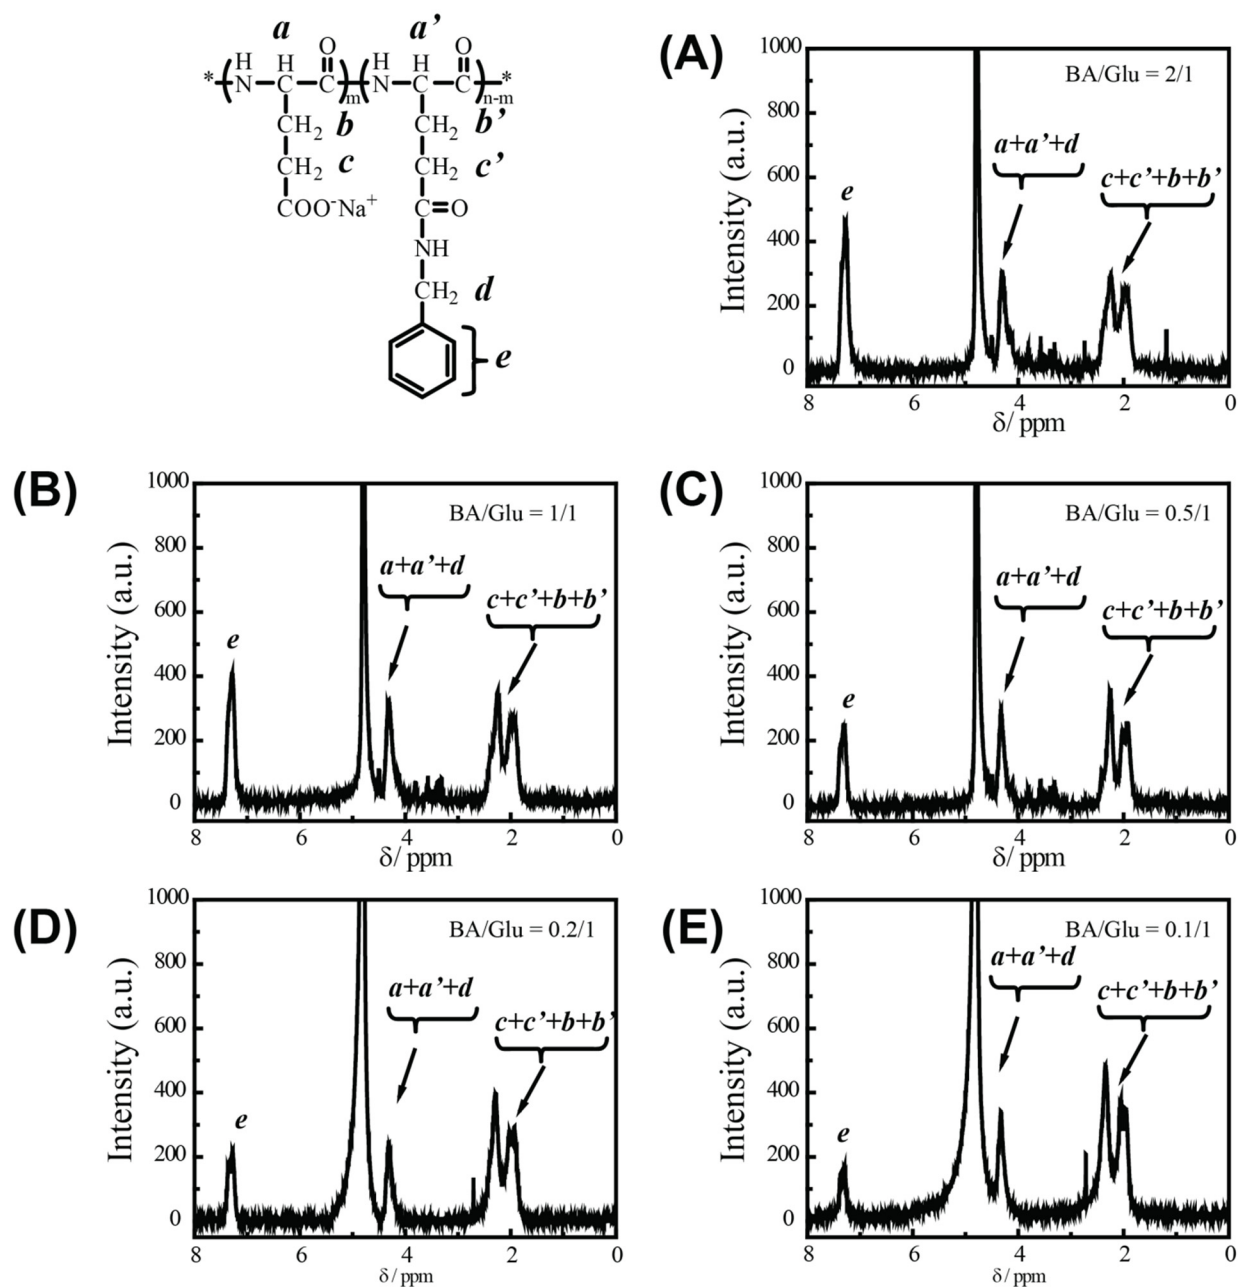 a a’
H H O H H O
* ( N C C ) m ( N C C ) n-m *
CH2 b CH2 b’
CH2 c CH2 c’
COO-Na+ C=O
NH
CH2 d
e
(A)
BA/Glu = 2/1
a+a’+d
c+c’+b+b’
e
Intensity (a.u.)
1000
800
600
400
200
0
8 6 4 2 0
δ/ ppm
(B)
BA/Glu = 1/1
a+a’+d
c+c’+b+b’
e
Intensity (a.u.)
1000
800
600
400
200
0
8 6 4 2 0
δ/ ppm
(C)
BA/Glu = 0.5/1
a+a’+d
c+c’+b+b’
e
Intensity (a.u.)
1000
800
600
400
200
0
8 6 4 2 0
δ/ ppm
(D)
BA/Glu = 0.2/1
a+a’+d
c+c’+b+b’
e
Intensity (a.u.)
1000
800
600
400
200
0
8 6 4 2 0
δ/ ppm
(E)
BA/Glu = 0.1/1
a+a’+d
c+c’+b+b’
e
Intensity (a.u.)
1000
800
600
400
200
0
8 6 4 2 0
δ/ ppm